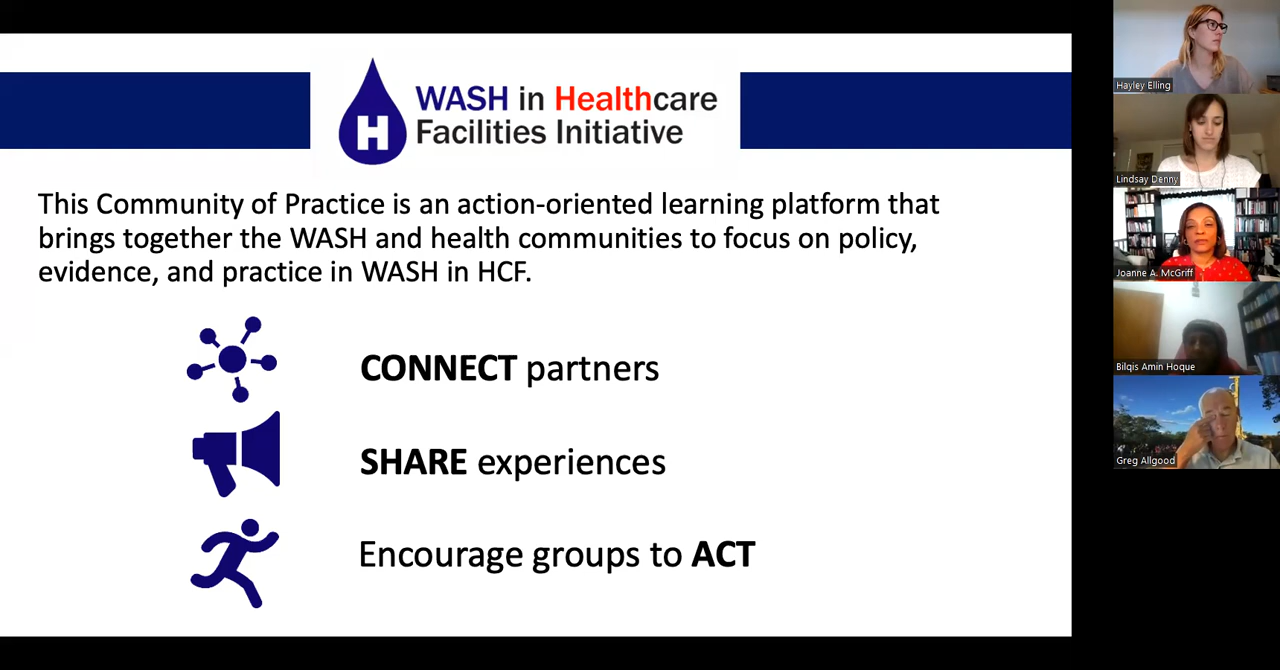 WASH in Healthcare
Facilities Initiative
H
This Community of Practice is an action-oriented learning platform that
brings together the WASH and health communities to focus on policy,
evidence, and practice in WASH in HCF.
CONNECT partners
SHARE experiences
Encourage groups to ACT
Hayley Elling
Lindsay Denny
Joanne A. McGriff
Bilqis Amin Hoque
Greg Allgood